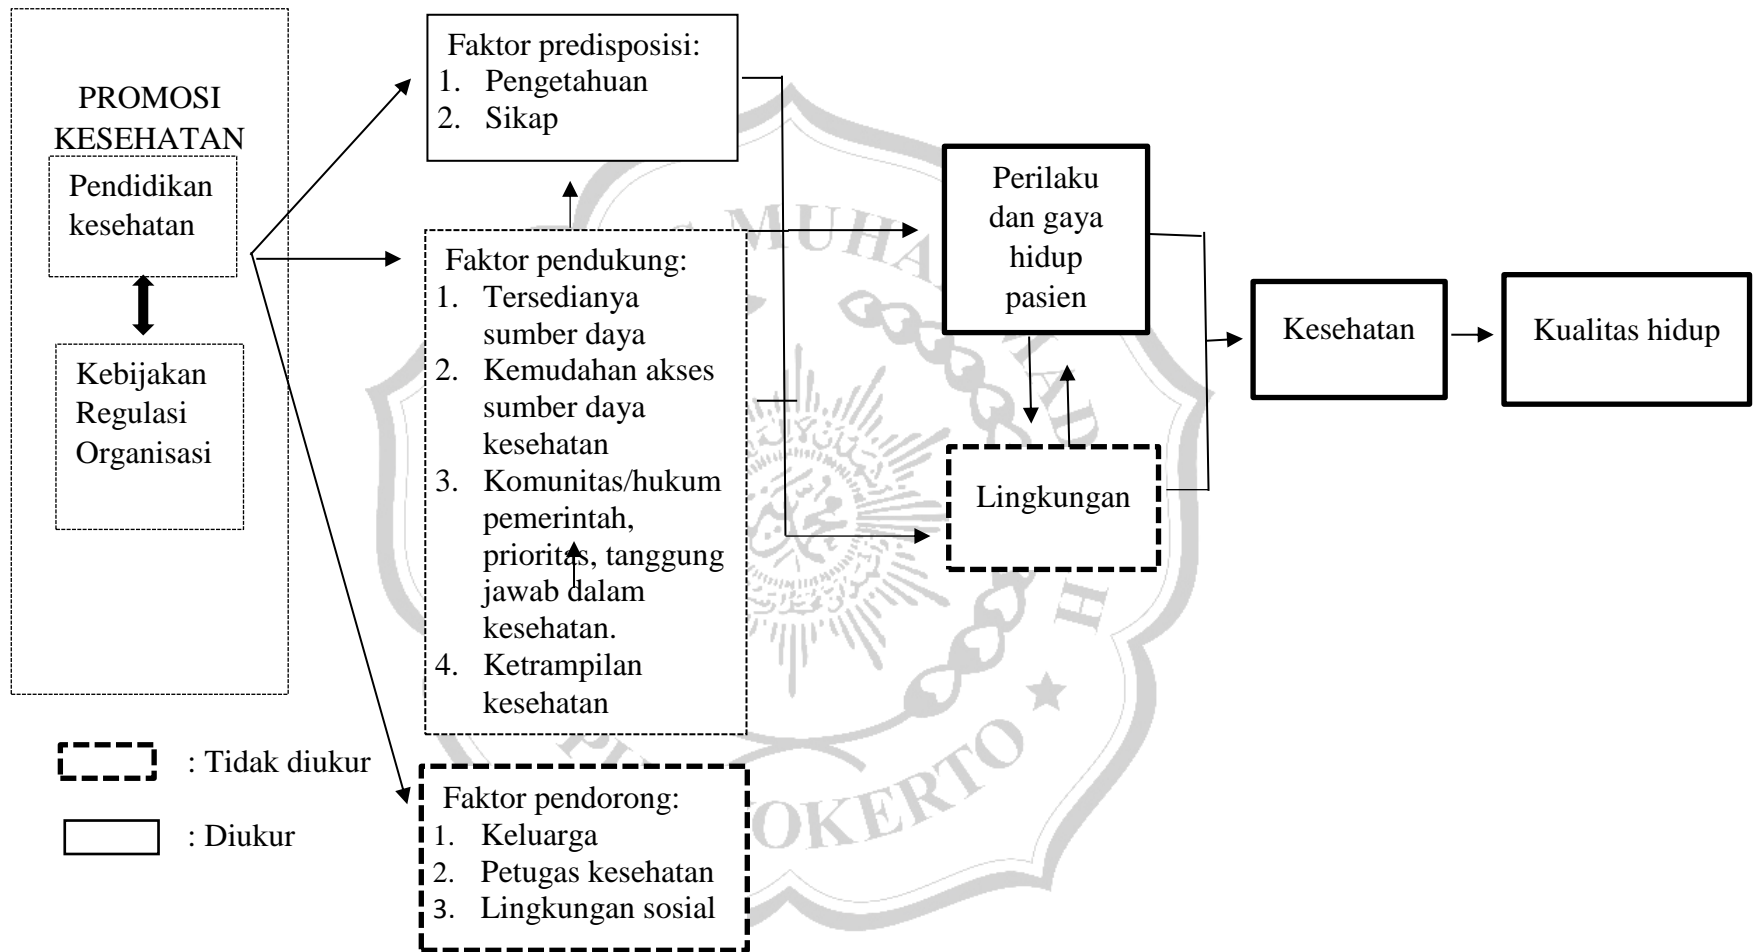 PROMOSI
KESEHATAN
Pendidikan
kesehatan
Kebijakan
Regulasi
Organisasi
Faktor predisposisi:
1. Pengetahuan
2. Sikap
Faktor pendukung:
1. Tersedianya
sumber daya
2. Kemudahan akses
sumber daya
kesehatan
3. Komunitas/hukum
pemerintah,
prioritas, tanggung
jawab dalam
kesehatan.
4. Ketrampilan
kesehatan
Faktor pendorong:
1. Keluarga
2. Petugas kesehatan
3. Lingkungan sosial
Perilaku
dan gaya
hidup
pasien
Lingkungan
Kesehatan
Kualitas hidup
: Tidak diukur
: Diukur